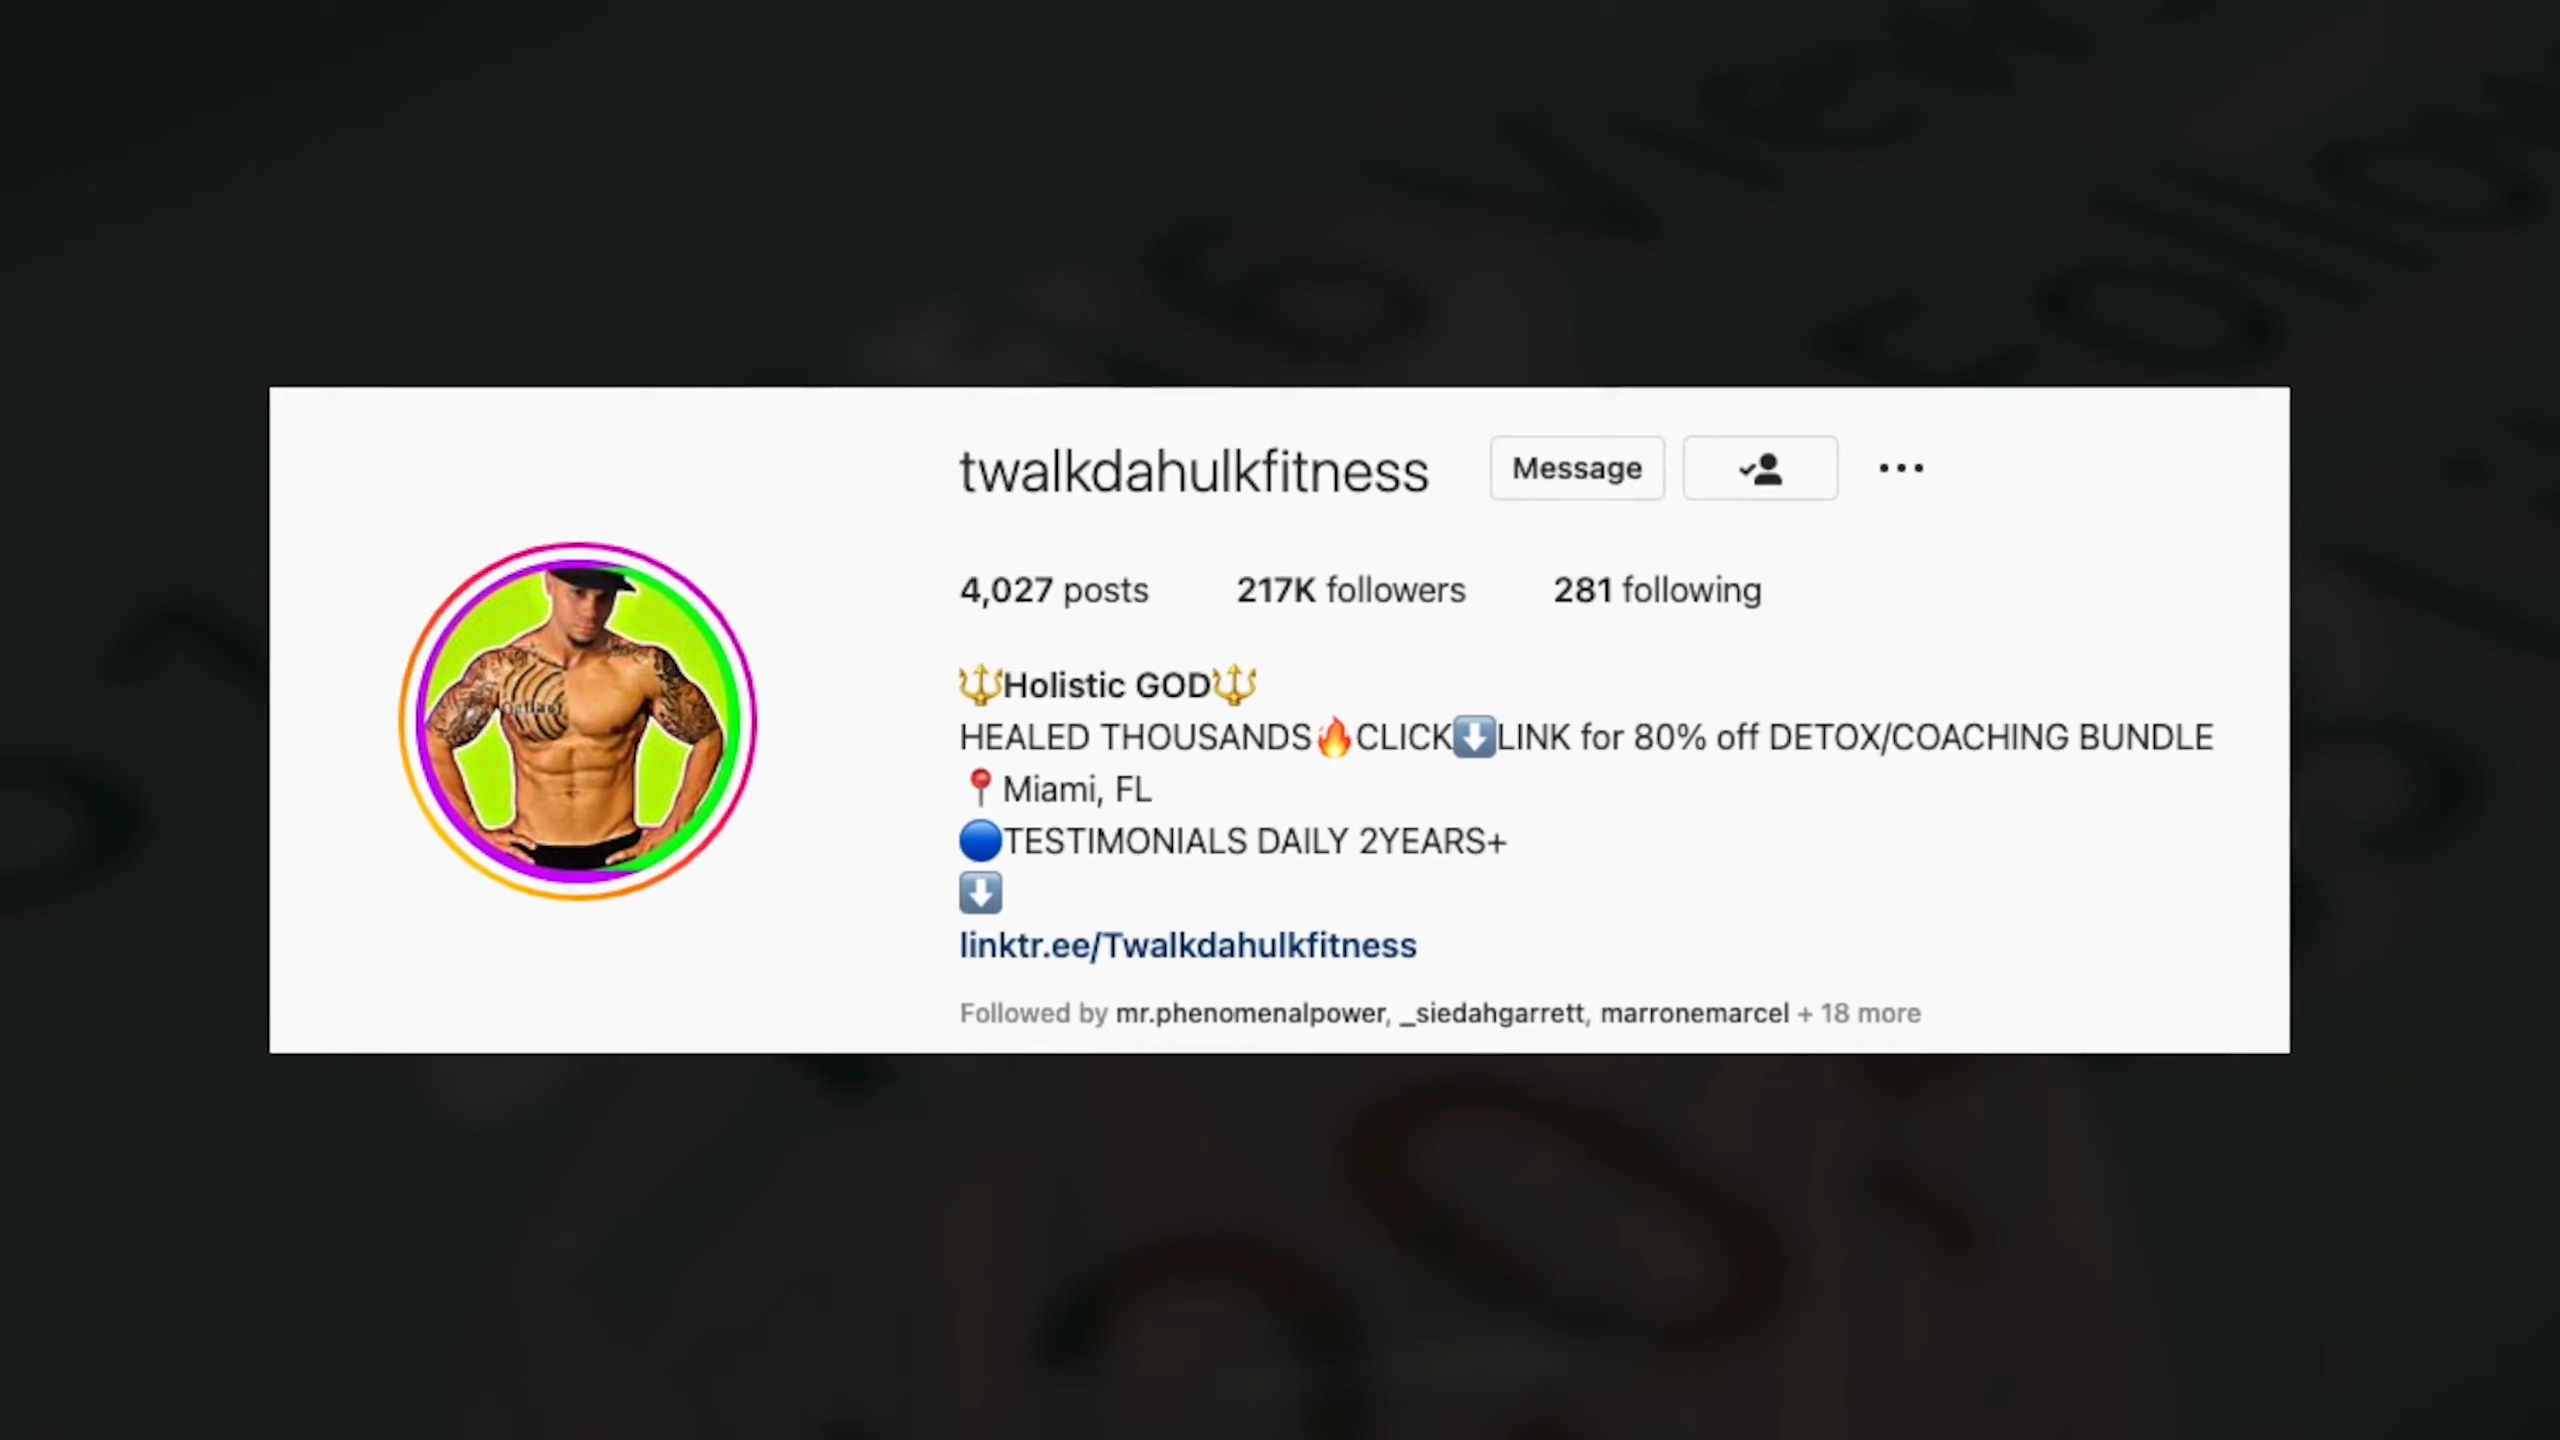 twalkdahulkfitness Message
4,027 posts 217K followers 281 following
🔱Holistic GOD🔱
HEALED THOUSANDS🔥CLICK⬇️LINK for 80% off DETOX/COACHING BUNDLE
📍Miami, FL
🔵TESTIMONIALS DAILY 2YEARS+
⬇️
linktr.ee/Twalkdahulkfitness
Followed by mr.phenomenalpower, _siedahgarrett, marronemarcel + 18 more